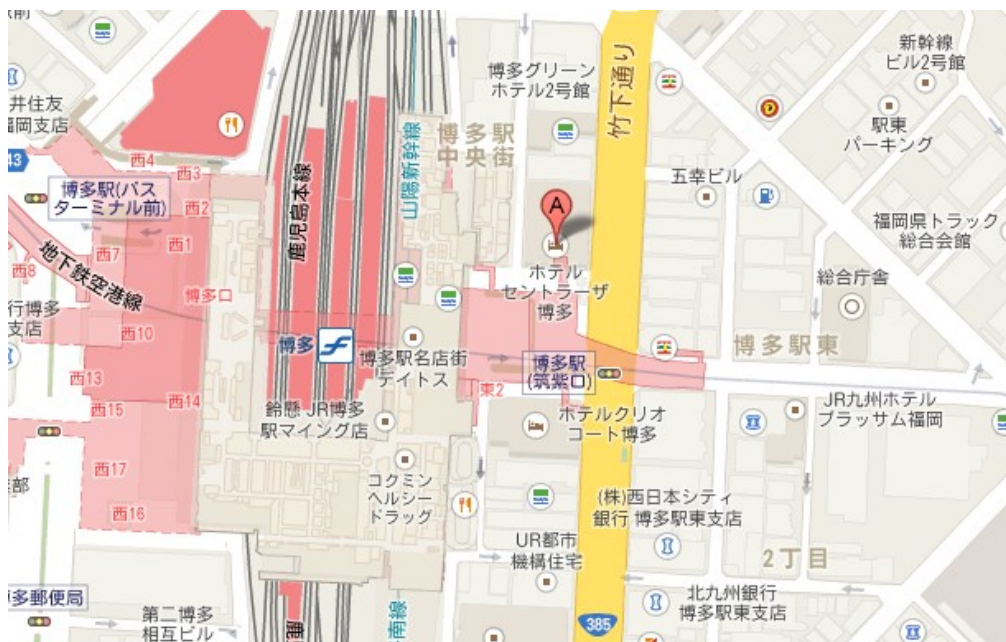 駅前
井住友
福岡支店
43
西4
西3
西2
西1
西7
西8
博多駅(バス
ターミナル前)
地下鉄空港線
博多口
行博多
支店
西10
西13
西14
西15
西17
西16
多郵便局
第二博多
相互ビル
鹿児島本線
山陽新幹線
博多
博多駅
中央街
博多グリーン
ホテル2号館
竹下通り
A
ホテル
セントラーザ
博多
博多駅名店街
デイトス
鈴懸 JR博多
駅マイング店
コクミン
ヘルシー
ドラッグ
東2
博多駅
(筑紫口)
ホテルクリオ
コート博多
UR都市
機構住宅
385
新幹線
ビル2号館
駅東
パーキング
五幸ビル
福岡県トラック
総合会館
総合庁舎
博多駅東
JR九州ホテル
ブラッサム福岡
(株)西日本シティ
銀行 博多駅東支店
2丁目
北九州銀行
博多駅東支店
南線